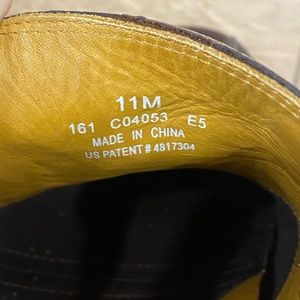 11M
161 C04053 E5
MADE IN CHINA
US PATENT # 4817304